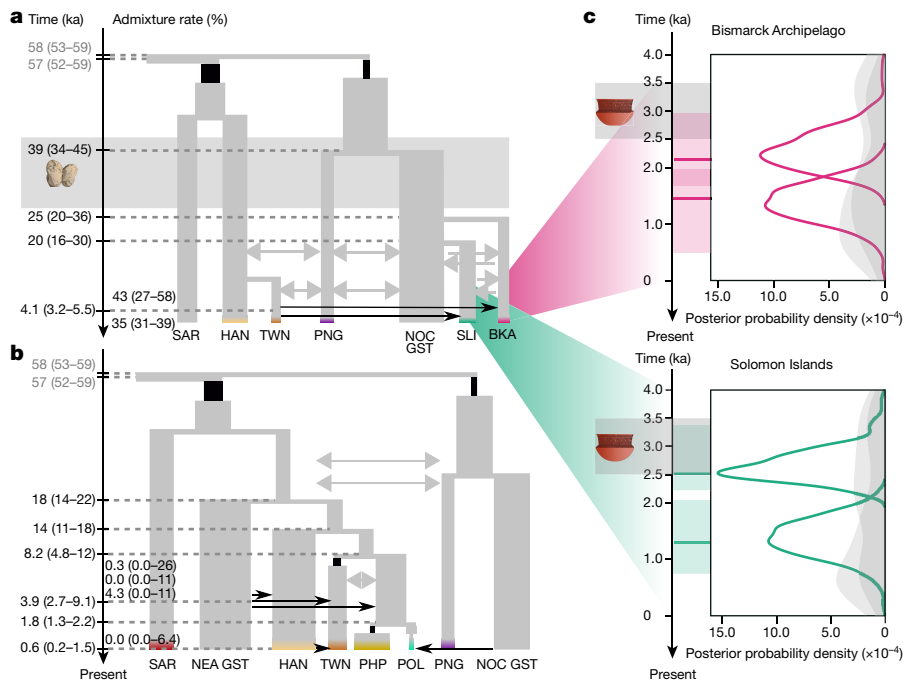 a
Time (ka)
Admixture rate (%)
58 (53–59)
57 (52–59)
39 (34–45)
25 (20–36)
20 (16–30)
43 (27–58)
4.1 (3.2–5.5)
35 (31–39)
SAR
HAN
TWN
PNG
NOC
GST
SLI
BKA
b
Present
58 (53–59)
57 (52–59)
18 (14–22)
14 (11–18)
8.2 (4.8–12)
0.3 (0.0–26)
0.0 (0.0–11)
4.3 (0.0–11)
3.9 (2.7–9.1)
1.8 (1.3–2.2)
0.0 (0.0–6.4)
0.6 (0.2–1.5)
Present
SAR
NEA GST
HAN
TWN
PHP
POL
PNG
NOC GST
c
Time (ka)
Bismarck Archipelago
4.0
3.5
3.0
2.5
2.0
1.0
0
15.0
10.0
5.0
0
Posterior probability density (×10⁻⁴)
Present
Time (ka)
Solomon Islands
4.0
3.5
3.0
2.5
2.0
1.0
0
15.0
10.0
5.0
0
Posterior probability density (×10⁻⁴)
Present